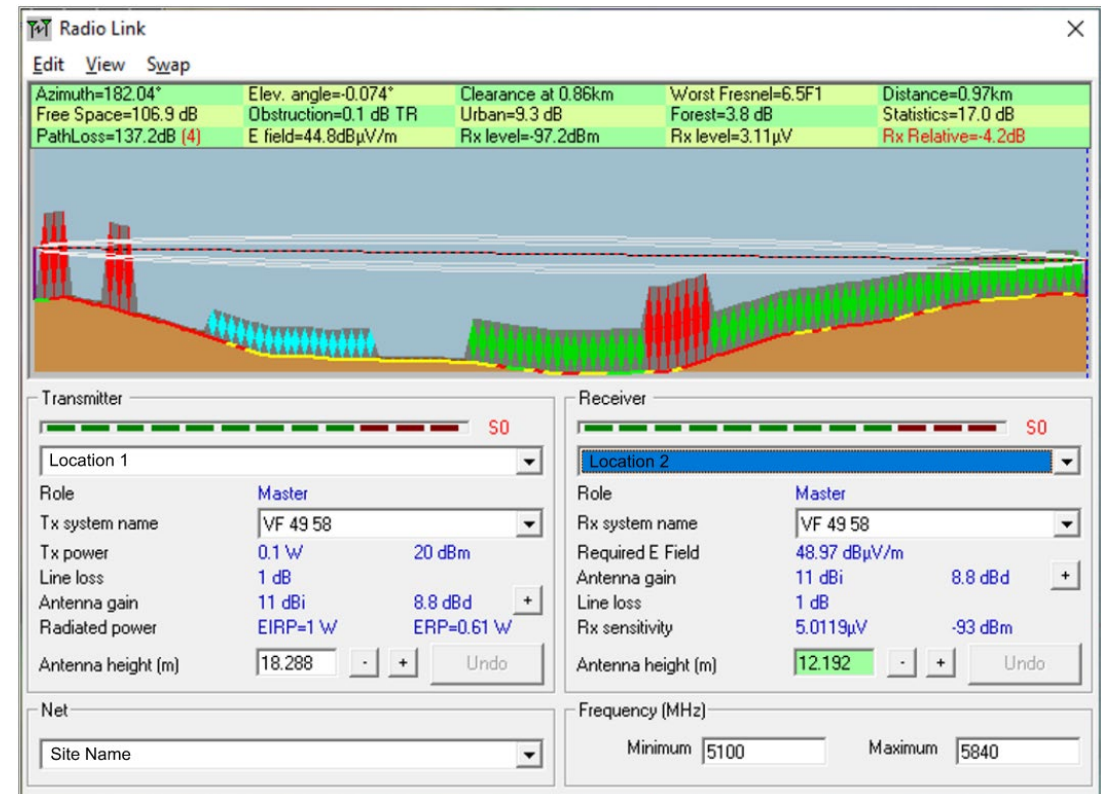 Radio Link
Edit View Swap
Azimuth=182.04° Elev. angle=-0.074° Clearance at 0.86km Worst Fresnel=6.5F1 Distance=0.97km
Free Space=106.9 dB Obstruction=0.1 dB TR Urban=9.3 dB Forest=3.8 dB Statistics=17.0 dB
PathLoss=137.2dB (4) E field=44.8dBμV/m Rx level=-97.2dBm Rx level=3.11μV Rx Relative=-4.2dB
Transmitter
S0
Location 1
Role Master
Tx system name VF 49 58
Tx power 0.1 W 20 dBm
Line loss 1 dB
Antenna gain 11 dBi 8.8 dBd +
Radiated power EIRP=1 W ERP=0.61 W
Antenna height (m) 18.288 - + Undo
Receiver
S0
Location 2
Role Master
Rx system name VF 49 58
Required E Field 48.97 dBμV/m
Antenna gain 11 dBi 8.8 dBd +
Line loss 1 dB
Rx sensitivity 5.0119μV -93 dBm
Antenna height (m) 12.192 - + Undo
Net
Site Name
Frequency (MHz)
Minimum 5100 Maximum 5840